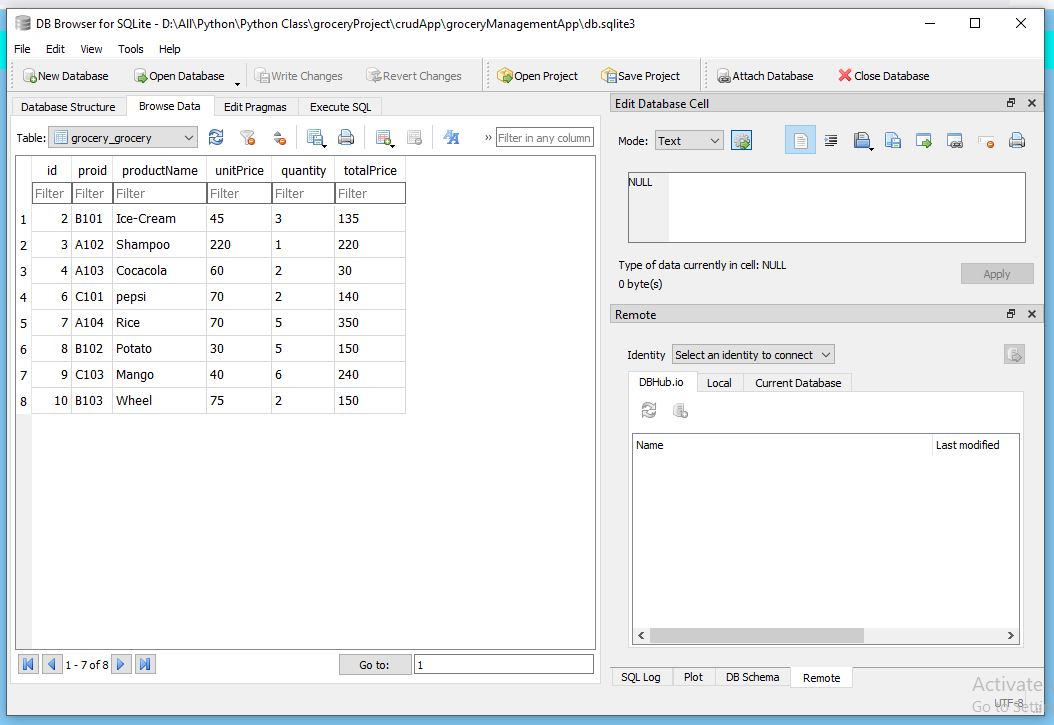 DB Browser for SQLite - D:\All\Python\Python Class\groceryProject\crudApp\groceryManagementApp\db.sqlite3
File Edit View Tools Help
New Database Open Database Write Changes Revert Changes Open Project Save Project Attach Database Close Database
Database Structure Browse Data Edit Pragmas Execute SQL
Table: grocery_grocery » Filter in any column
id proid productName unitPrice quantity totalPrice
Filter Filter Filter Filter Filter Filter
1 2 B101 Ice-Cream 45 3 135
2 3 A102 Shampoo 220 1 220
3 4 A103 Cocacola 60 2 30
4 6 C101 pepsi 70 2 140
5 7 A104 Rice 70 5 350
6 8 B102 Potato 30 5 150
7 9 C103 Mango 40 6 240
8 10 B103 Wheel 75 2 150
1 - 7 of 8 Go to: 1
Edit Database Cell
Mode: Text
NULL
Type of data currently in cell: NULL
0 byte(s)
Apply
Remote
Identity Select an identity to connect
DBHub.io Local Current Database
Name Last modified
SQL Log Plot DB Schema Remote
Activate
Go to Setti
UTF-8